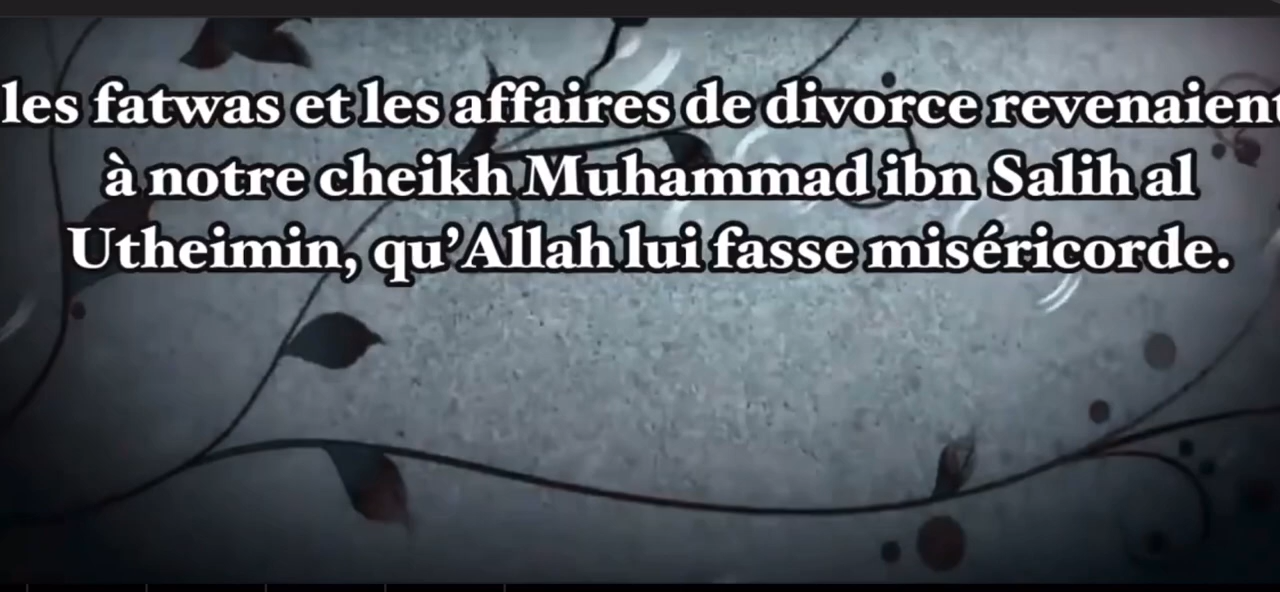 les fatwas et les affaires de divorce revenaient
à notre cheikh Muhammad ibn Salih al
Utheimin, qu’Allah lui fasse miséricorde.